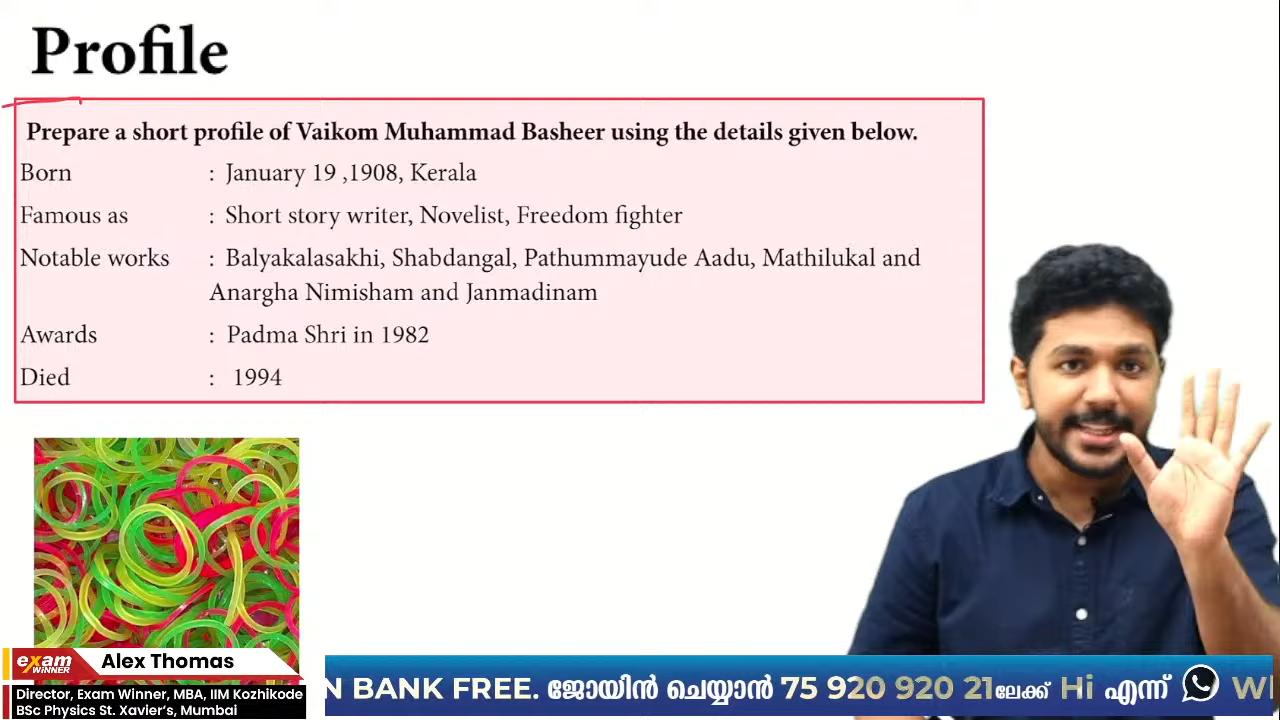 Profile
Prepare a short profile of Vaikom Muhammad Basheer using the details given below.
Born : January 19 ,1908, Kerala
Famous as : Short story writer, Novelist, Freedom fighter
Notable works : Balyakalasakhi, Shabdangal, Pathummayude Aadu, Mathilukal and
Anargha Nimisham and Janmadinam
Awards : Padma Shri in 1982
Died : 1994
exam WINNER
Alex Thomas
Director, Exam Winner, MBA, IIM Kozhikode
BSc Physics St. Xavier's, Mumbai
N BANK FREE. ജോയിൻ ചെയ്യാൻ 75 920 920 21ലേക്ക് Hi എന്ന്